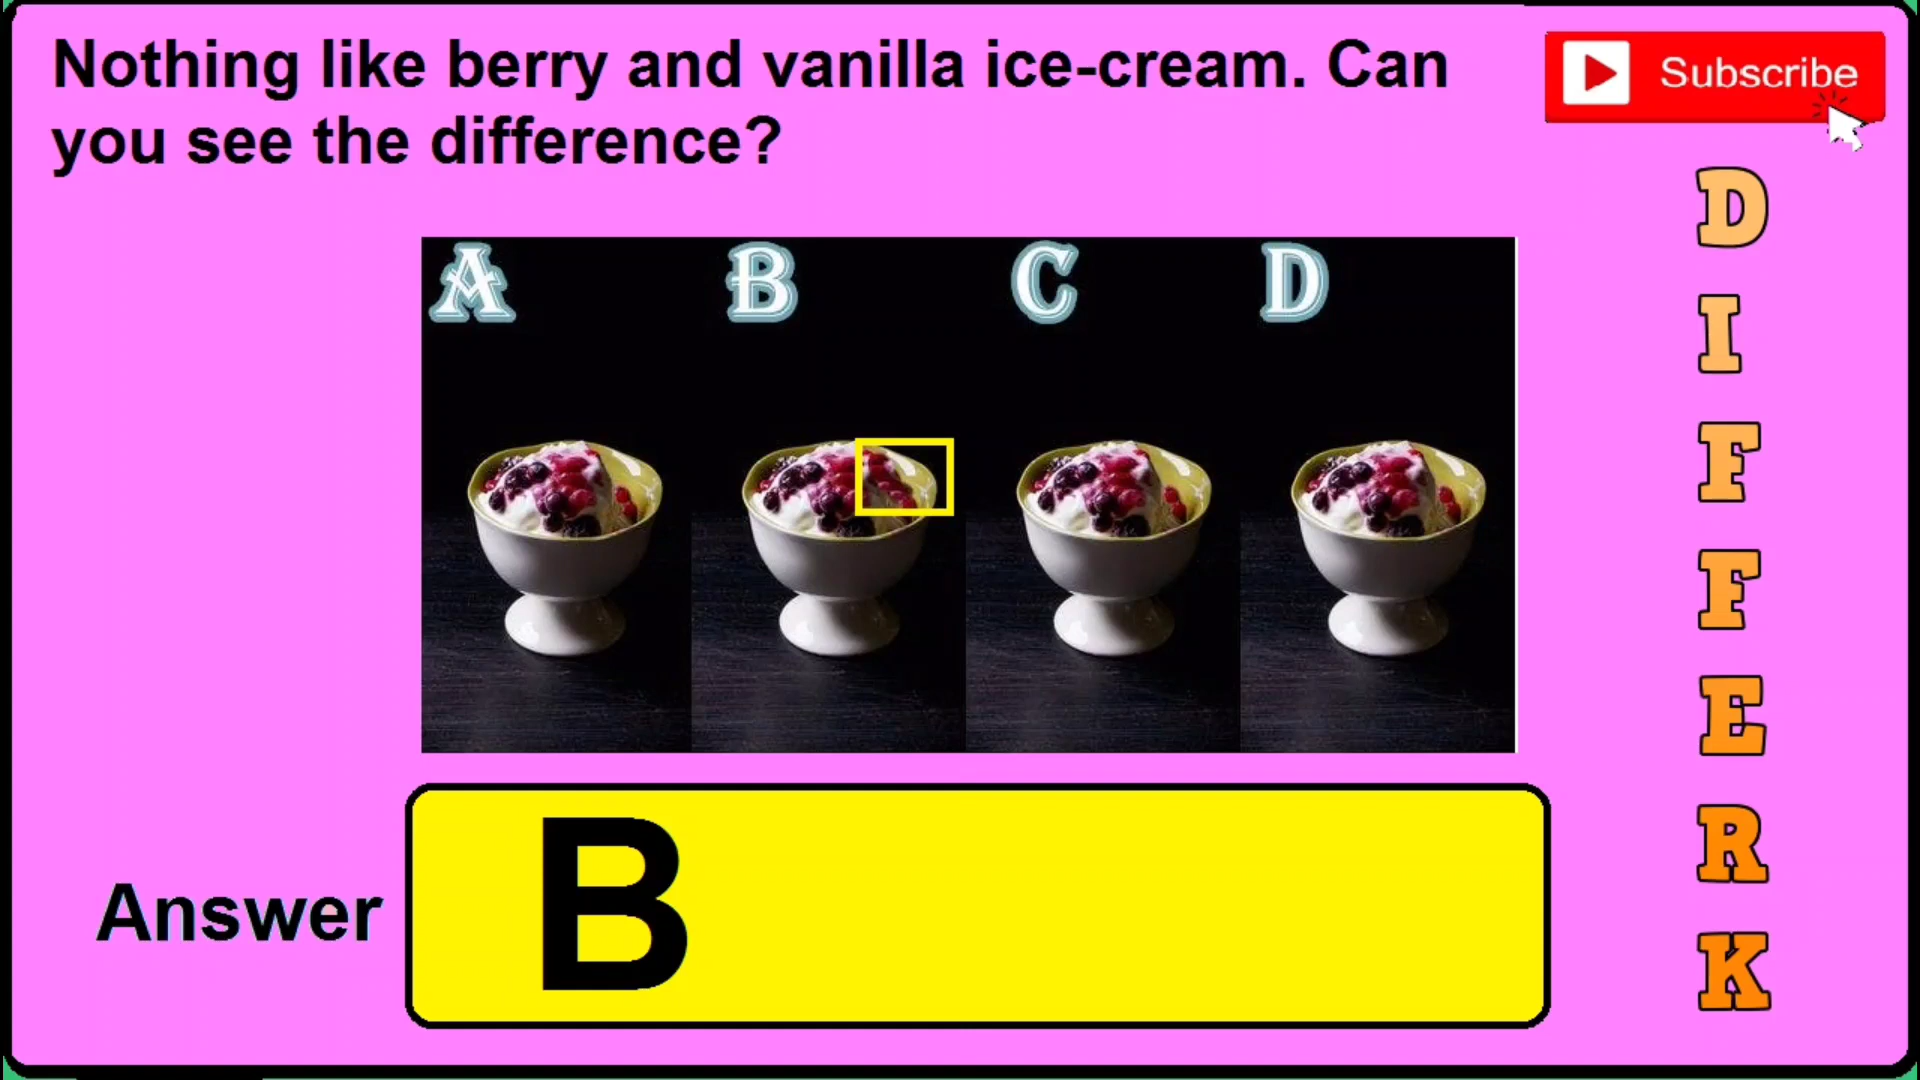 Nothing like berry and vanilla ice-cream. Can
you see the difference?
Subscribe
A B C D
Answer
B
D
I
F
F
E
R
K